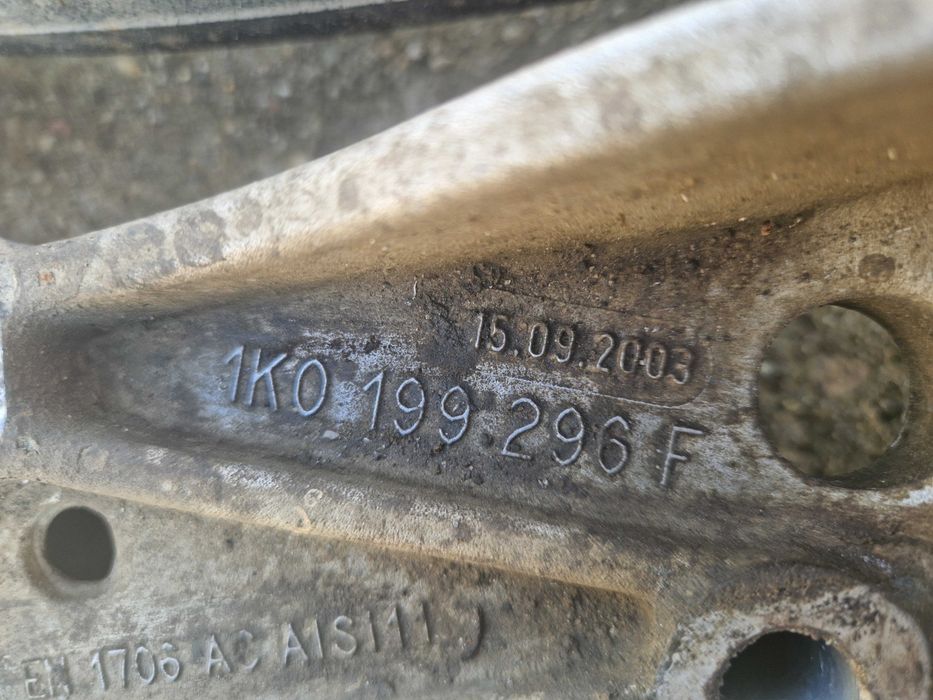 15.09.2003
1K0 199 296 F
EN 1706 AC AlSi11